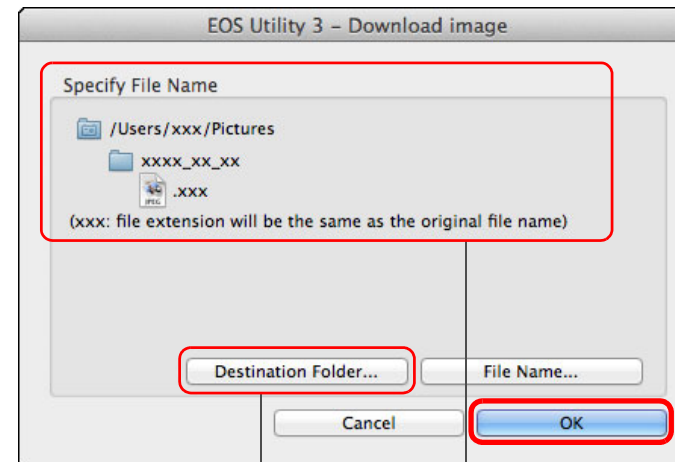 EOS Utility 3 – Download image
Specify File Name
/Users/xxx/Pictures
xxxx_xx_xx
JPEG .xxx
(xxx: file extension will be the same as the original file name)
Destination Folder... File Name...
Cancel OK